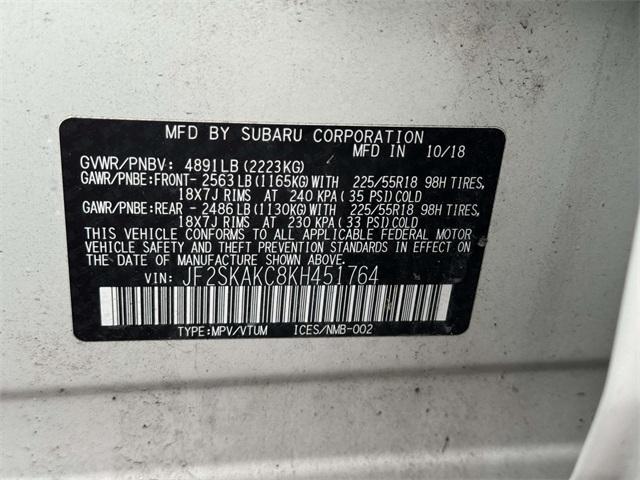 MFD BY SUBARU CORPORATION MFD IN 10/18
GVWR/PNBV: 4891LB (2223KG)
GAWR/PNBE:FRONT-2563LB(1165KG)WITH 225/55R18 98H TIRES,
18X7J RIMS AT 240 KPA (35 PSI)COLD
GAWR/PNBE:REAR -2486LB(1130KG)WITH 225/55R18 98H TIRES,
18X7J RIMS AT 230 KPA (33 PSI)COLD
THIS VEHICLE CONFORMS TO ALL APPLICABLE FEDERAL MOTOR
VEHICLE SAFETY AND THEFT PREVENTION STANDARDS IN EFFECT ON
THE DATE OF MANUFACTURE SHOWN ABOVE.
VIN: JF2SKAKC8KH451764
TYPE:MPV/VTUM ICES/NMB-002